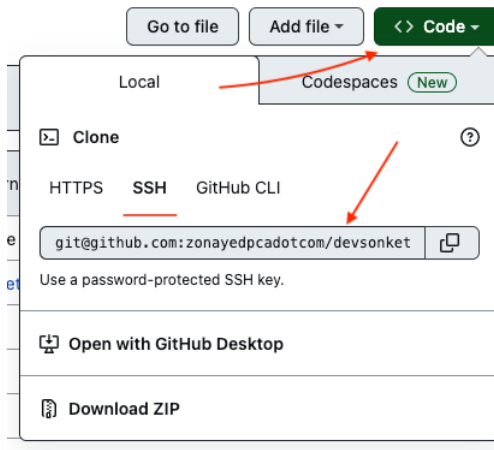 Go to file
Add file
<> Code
Local
Codespaces New
Clone
HTTPS SSH GitHub CLI
git@github.com:zonayedpcadotcom/devsonket
Use a password-protected SSH key.
Open with GitHub Desktop
Download ZIP